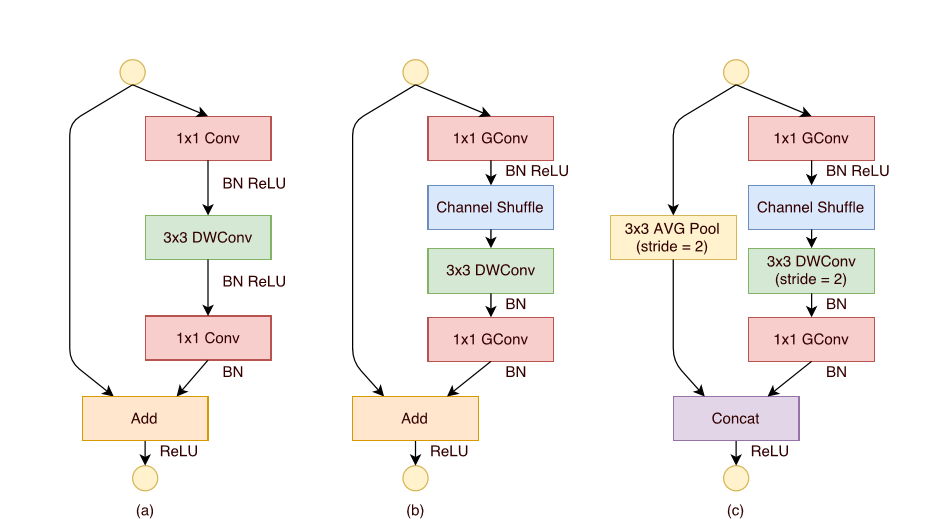 1x1 Conv
BN ReLU
3x3 DWConv
BN ReLU
1x1 Conv
BN
Add
ReLU
(a)
1x1 GConv
BN ReLU
Channel Shuffle
3x3 DWConv
BN
1x1 GConv
BN
Add
ReLU
(b)
3x3 AVG Pool
(stride = 2)
1x1 GConv
BN ReLU
Channel Shuffle
3x3 DWConv
(stride = 2)
BN
1x1 GConv
BN
Concat
ReLU
(c)